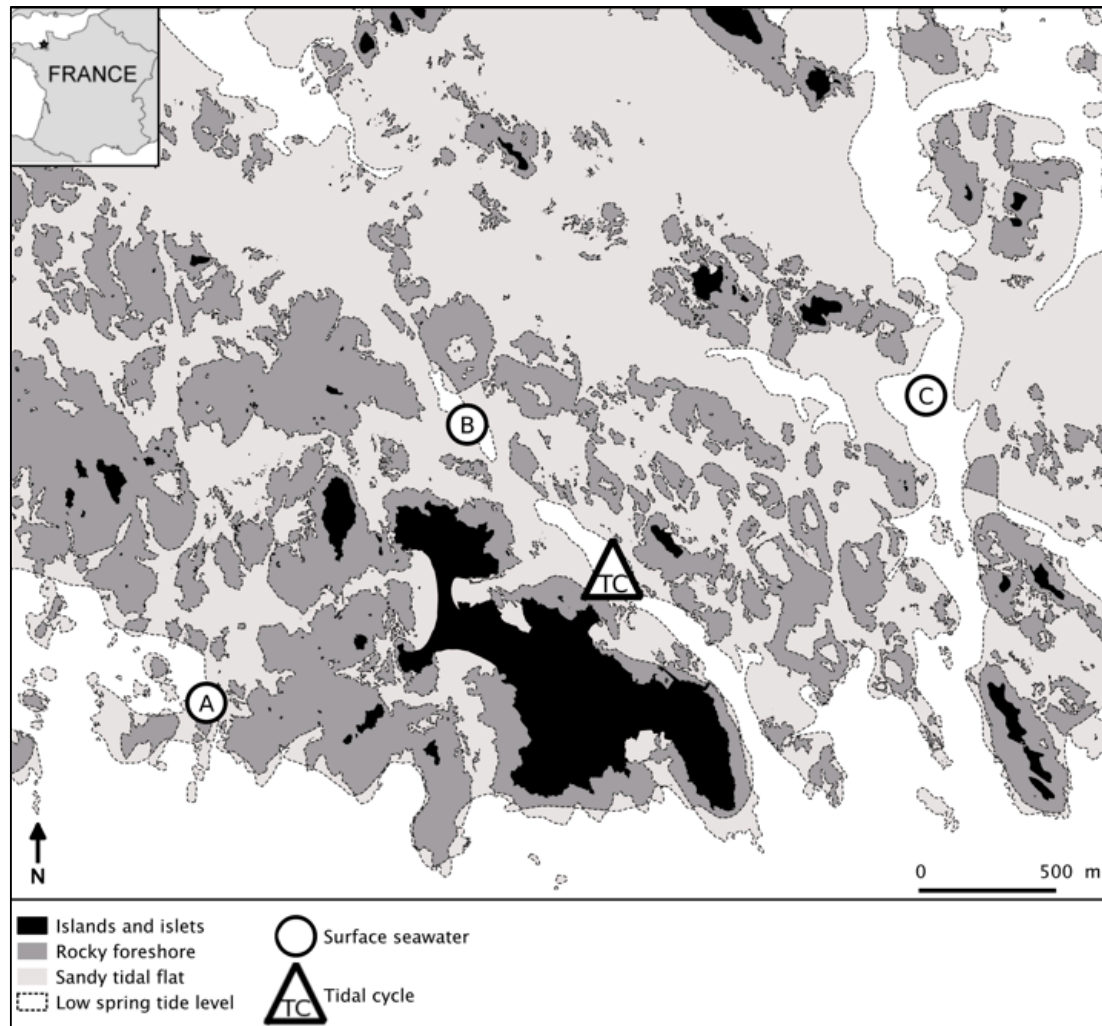 FRANCE
C
B
TC
A
N
0 500 m
Islands and islets
Rocky foreshore
Sandy tidal flat
Low spring tide level
Surface seawater
TC
Tidal cycle